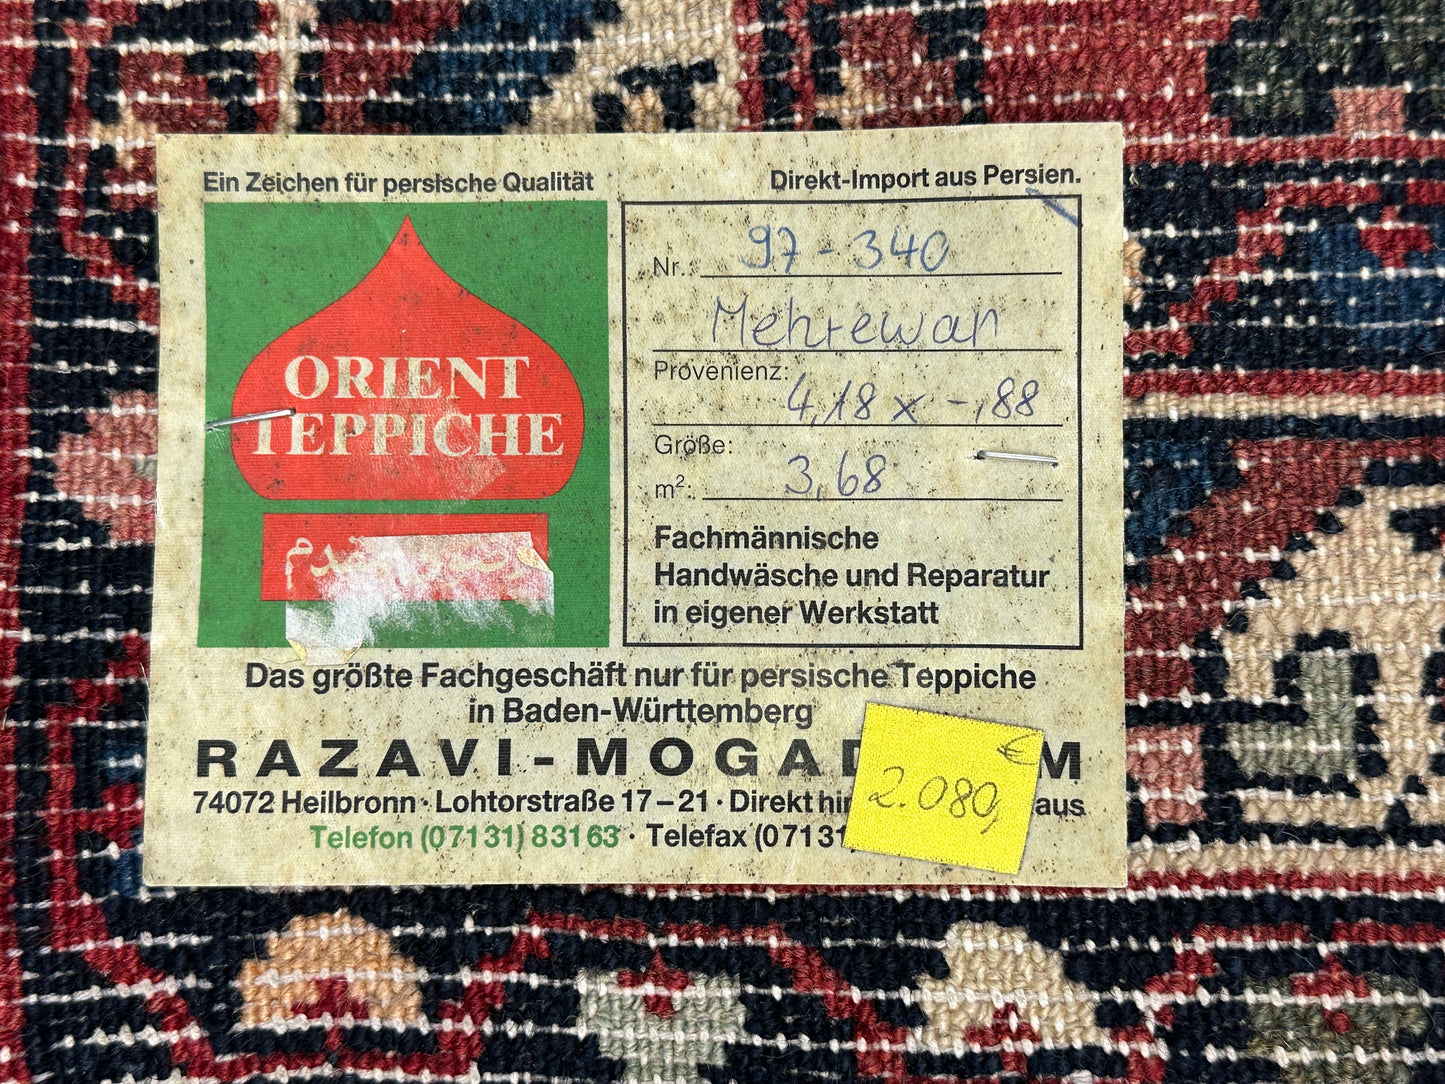 Ein Zeichen für persische Qualität
Direkt-Import aus Persien.
ORIENT
TEPPICHE
Nr.: 97-340
Mehrewan
Provenienz:
4,18 x -,88
Größe:
m²: 3,68
Fachmännische
Handwäsche und Reparatur
in eigener Werkstatt
Das größte Fachgeschäft nur für persische Teppiche
in Baden-Württemberg
RAZAVI-MOGAD M
74072 Heilbronn · Lohtorstraße 17–21 · Direkt hin aus
Telefon (07131) 83163 · Telefax (07131)
€
2.080,